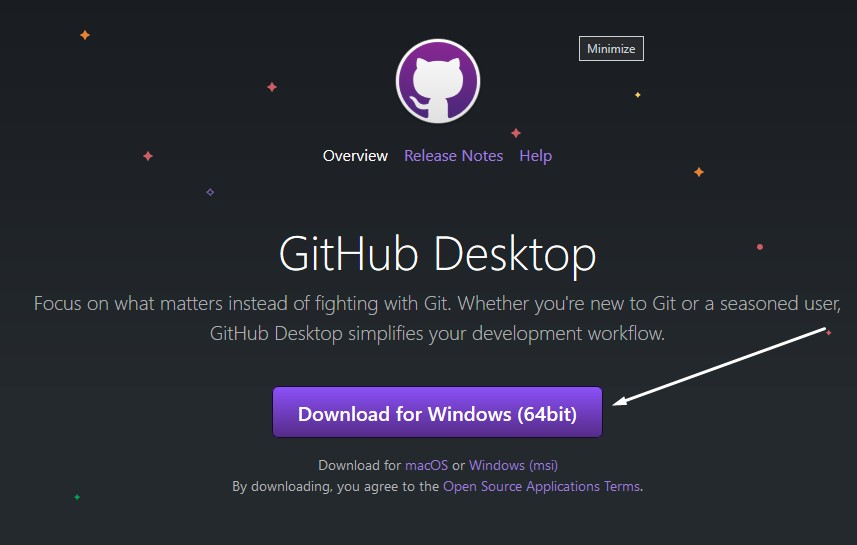 Minimize
Overview Release Notes Help
GitHub Desktop
Focus on what matters instead of fighting with Git. Whether you're new to Git or a seasoned user,
GitHub Desktop simplifies your development workflow.
Download for Windows (64bit)
Download for macOS or Windows (msi)
By downloading, you agree to the Open Source Applications Terms.